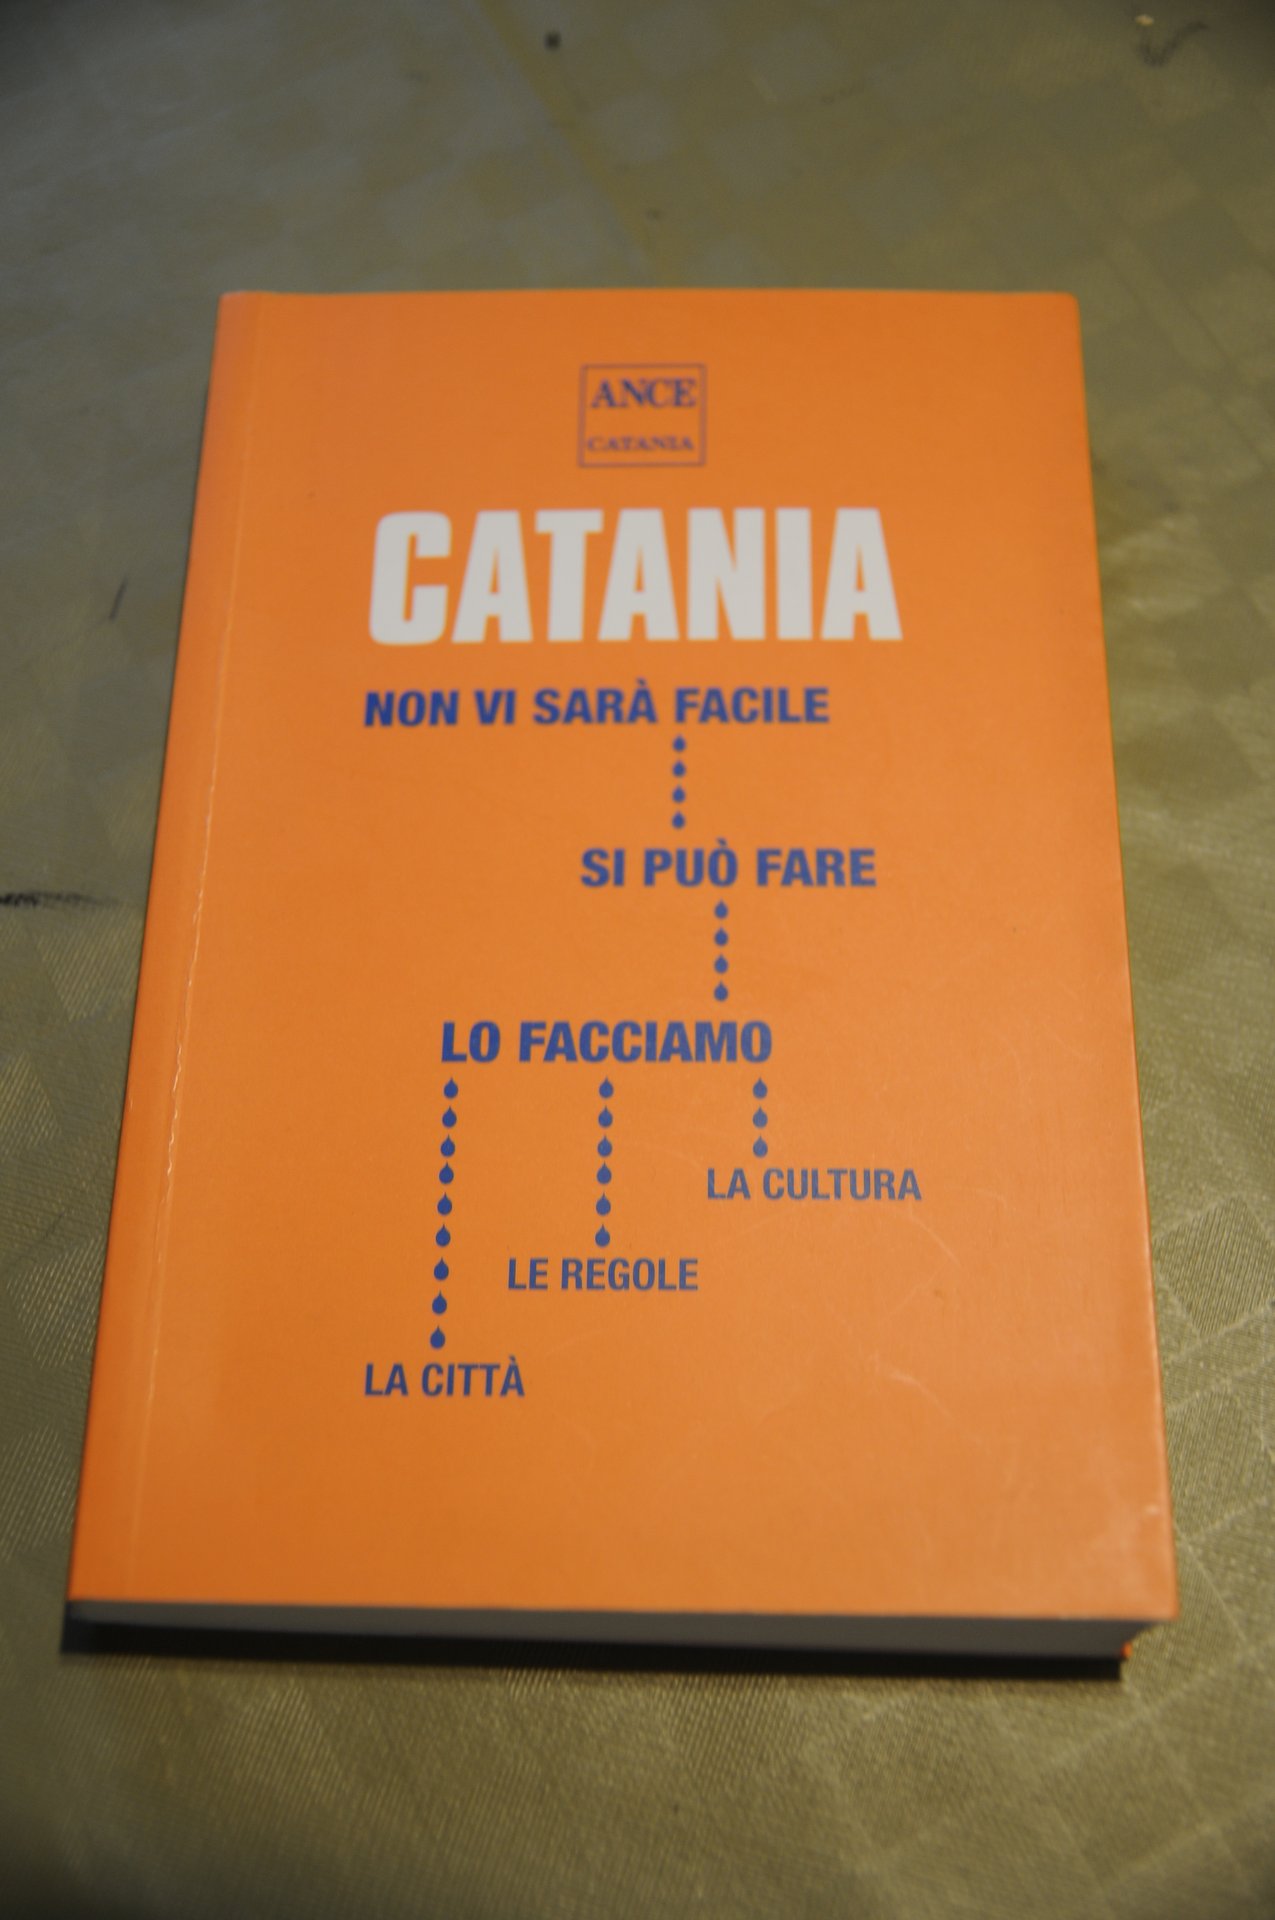 ANCE
CATANIA
CATANIA
NON VI SARÀ FACILE
SI PUÒ FARE
LO FACCIAMO
LA CULTURA
LE REGOLE
LA CITTÀ